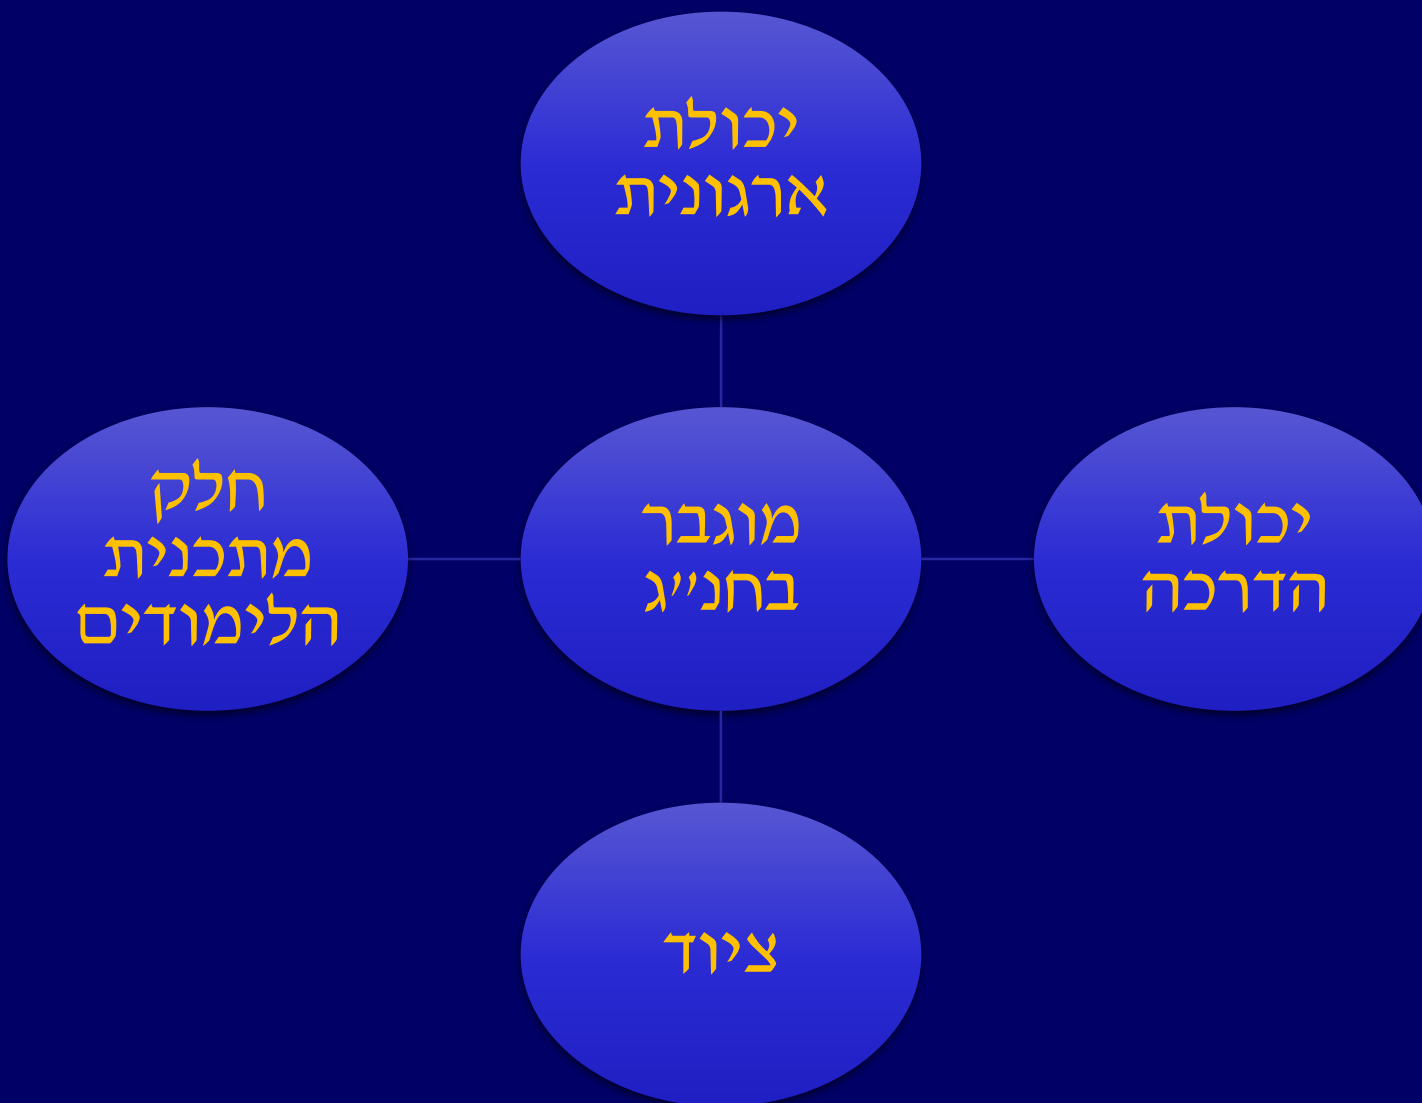 יכולת
ארגונית
יכולת
הדרכה
מוגבר
בחנ״ג
חלק
מתכנית
הלימודים
ציוד